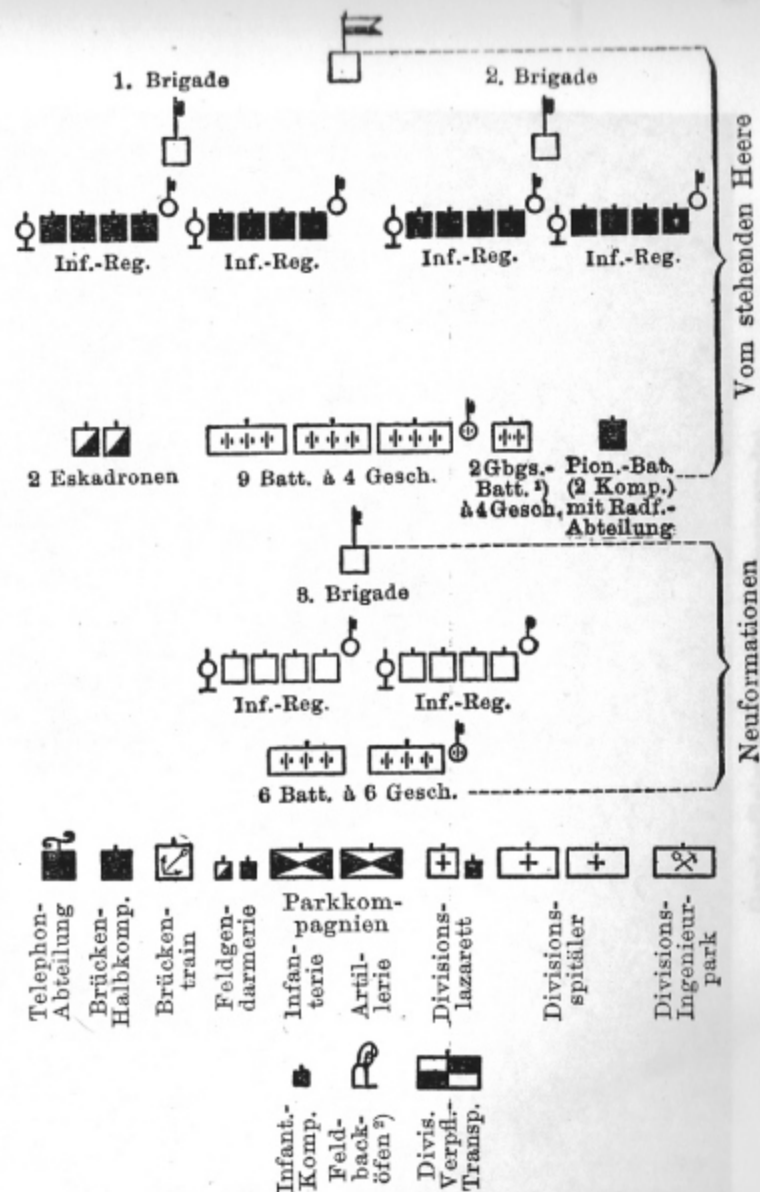 1. Brigade
2. Brigade
Inf.-Reg.
Inf.-Reg.
Inf.-Reg.
Inf.-Reg.
Vom stehenden Heere
2 Eskadronen
9 Batt. à 4 Gesch.
2Gbgs.-
Batt. ¹)
à 4 Gesch.
Pion.-Bat.
(2 Komp.)
mit Radf.-
Abteilung
3. Brigade
Inf.-Reg.
Inf.-Reg.
6 Batt. à 6 Gesch.
Neuformationen
Telephon-
Abteilung
Brücken-
Halbkomp.
Brücken-
train
Feldgen-
darmerie
Parkkom-
pagnien
Infan-
terie
Artil-
lerie
Divisions-
lazarett
Divisions-
spitäler
Divisions-
Ingenieur-
park
Infant.-
Komp.
Feld-
back-
öfen ²)
Divis.
Verpfl.-
Transp.